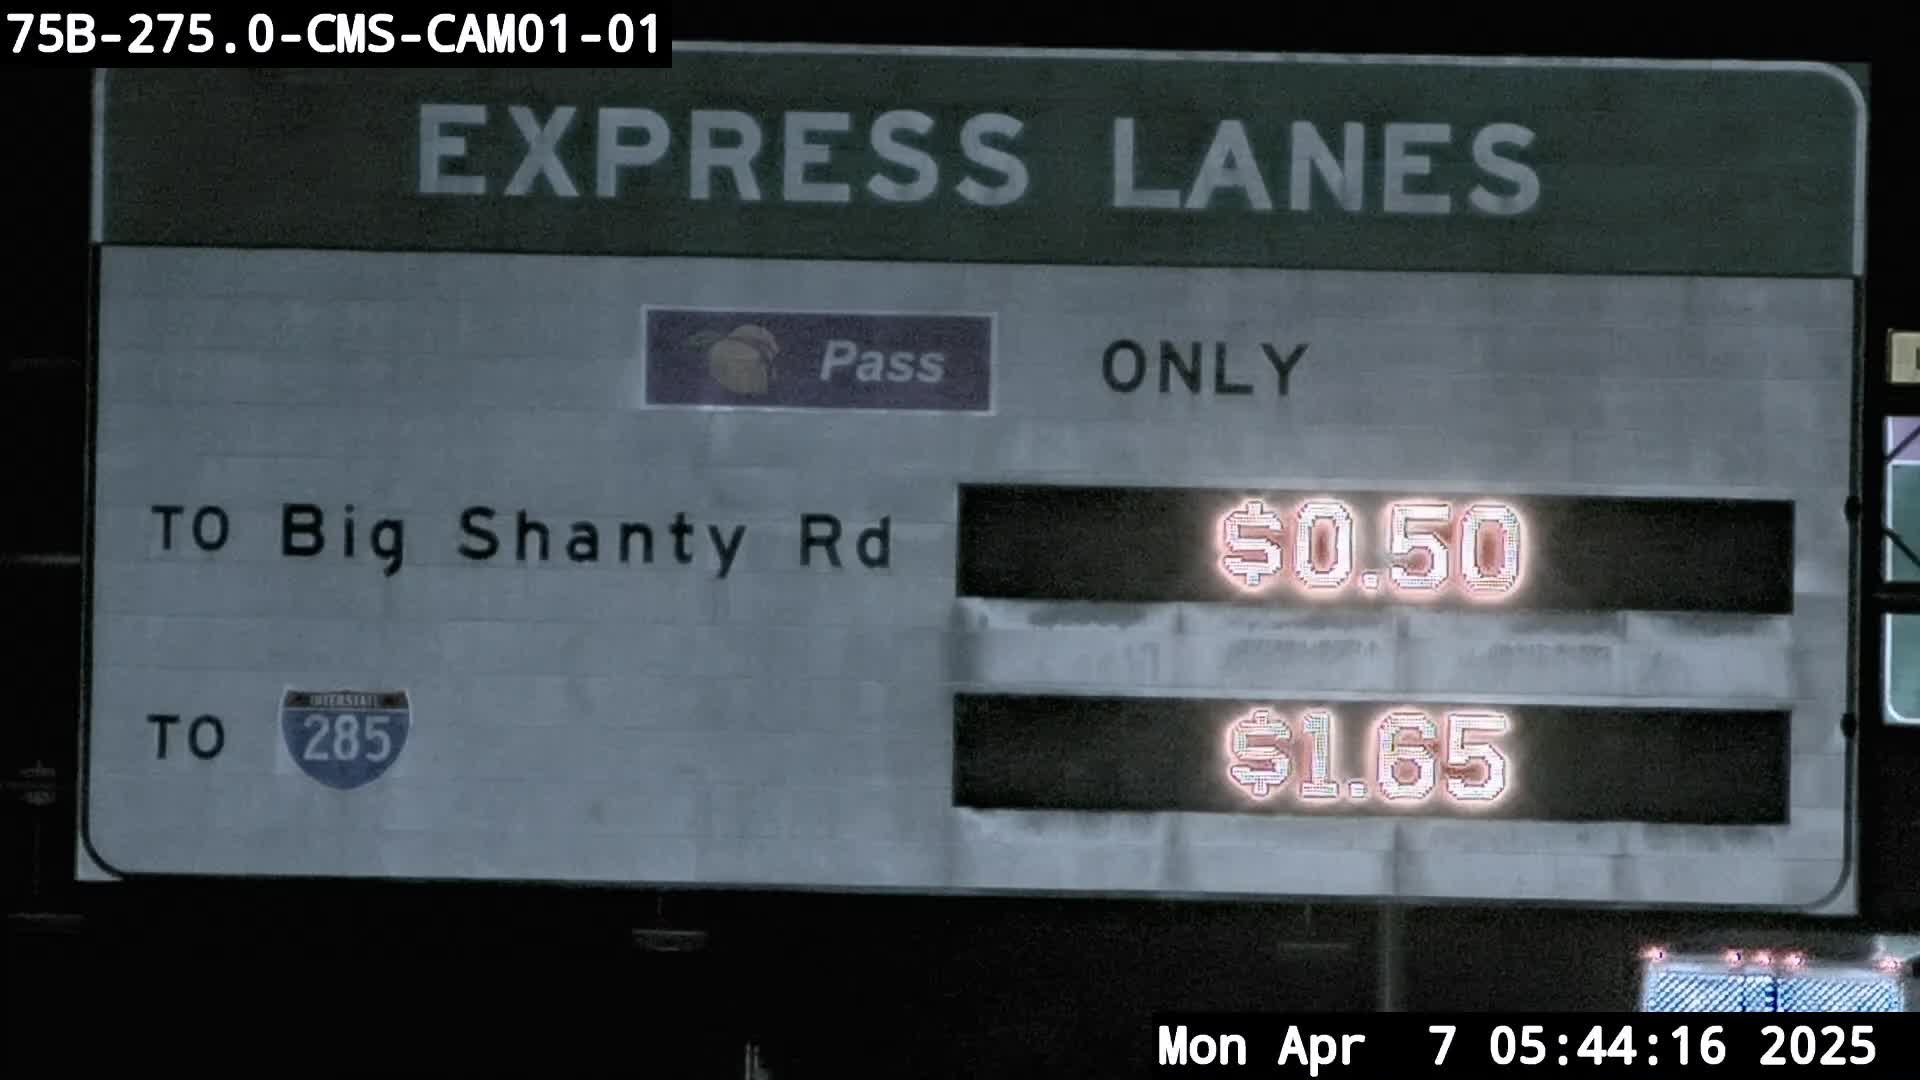 75B-275.0-CMS-CAM01-01
EXPRESS LANES
Pass ONLY
TO Big Shanty Rd $0.50
TO INTERSTATE 285 $1.65
Mon Apr 7 05:44:16 2025